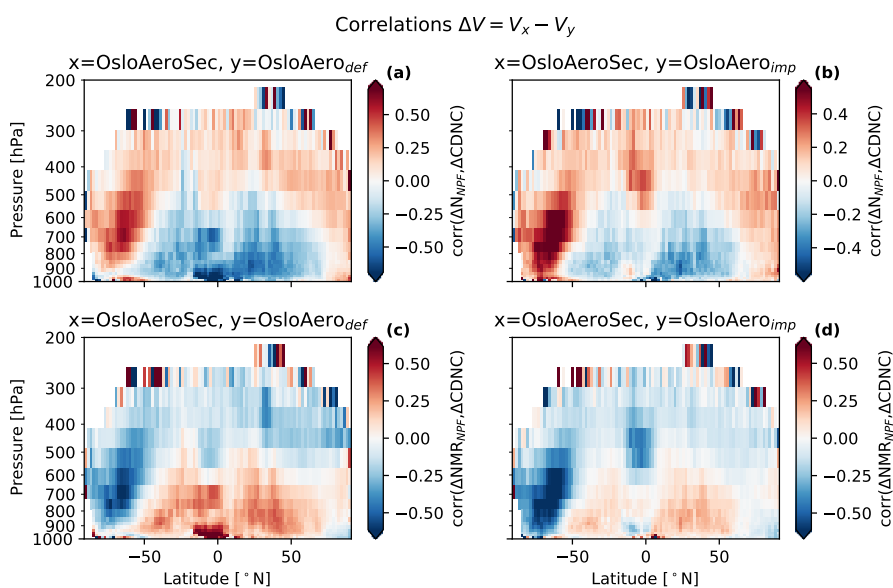 Correlations ΔV = Vₓ − Vᵧ
x=OsloAeroSec, y=OsloAero_def (a)
x=OsloAeroSec, y=OsloAero_imp (b)
Pressure [hPa]
200
300
400
500
600
700
800
900
1000
0.50
0.25
0.00
−0.25
−0.50
corr(ΔN_NPF,ΔCDNC)
0.4
0.2
0.0
−0.2
−0.4
corr(ΔN_NPF,ΔCDNC)
x=OsloAeroSec, y=OsloAero_def (c)
x=OsloAeroSec, y=OsloAero_imp (d)
Pressure [hPa]
200
300
400
500
600
700
800
900
1000
−50 0 50
Latitude [°N]
0.50
0.25
0.00
−0.25
−0.50
corr(ΔNMR_NPF,ΔCDNC)
−50 0 50
Latitude [°N]
0.50
0.25
0.00
−0.25
−0.50
corr(ΔNMR_NPF,ΔCDNC)